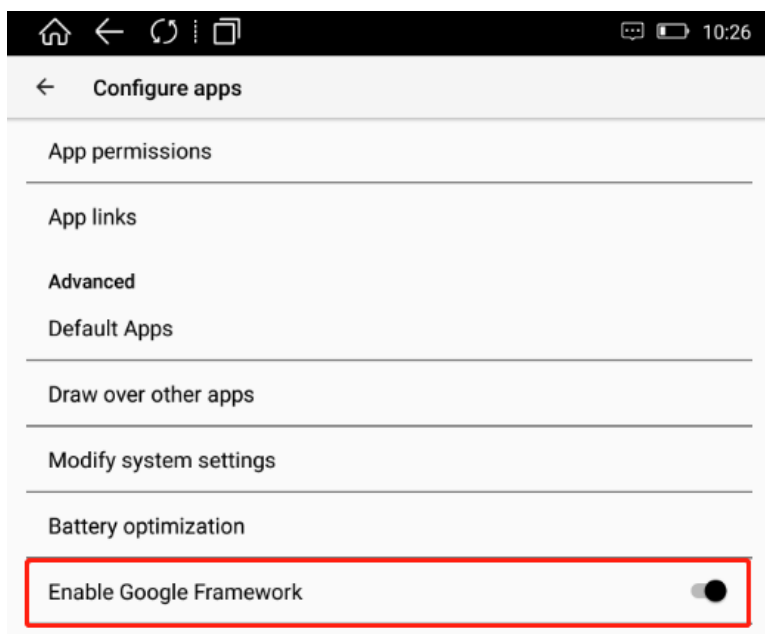 10:26
Configure apps
App permissions
App links
Advanced
Default Apps
Draw over other apps
Modify system settings
Battery optimization
Enable Google Framework